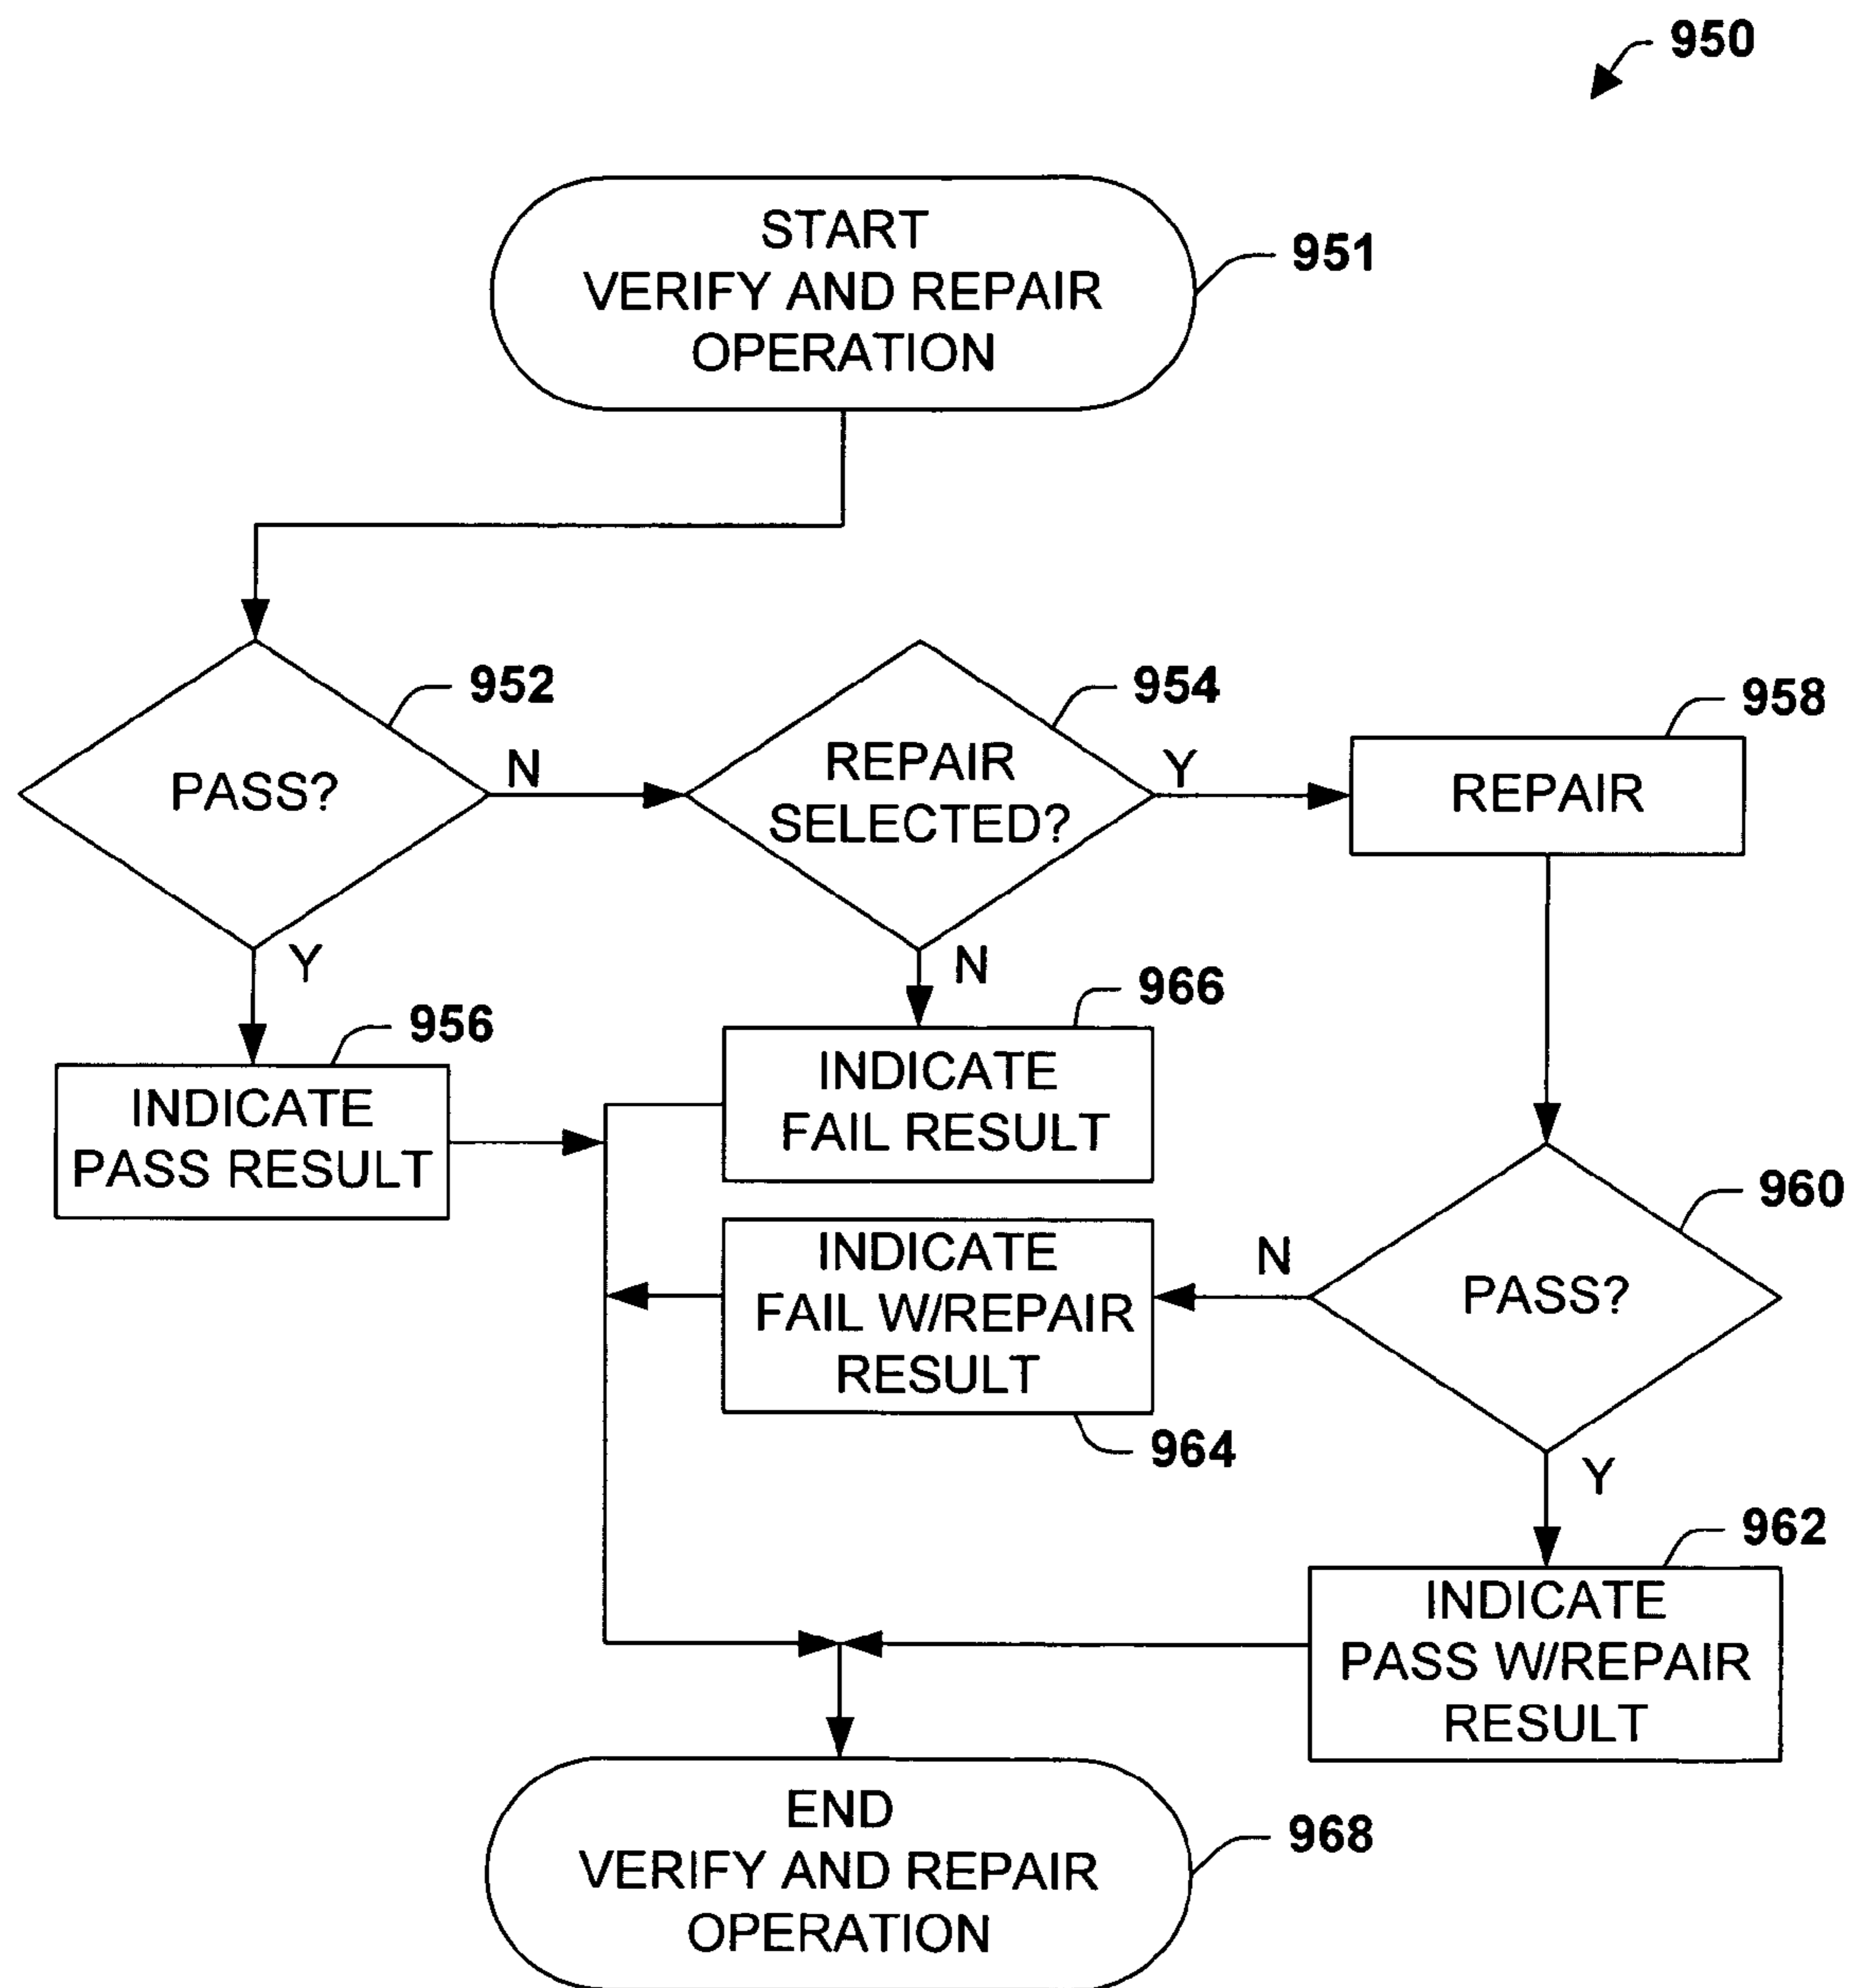 950
START
VERIFY AND REPAIR
OPERATION
951
952
PASS?
N
Y
954
REPAIR
SELECTED?
Y
N
958
REPAIR
956
INDICATE
PASS RESULT
966
INDICATE
FAIL RESULT
960
PASS?
N
Y
INDICATE
FAIL W/REPAIR
RESULT
964
962
INDICATE
PASS W/REPAIR
RESULT
END
VERIFY AND REPAIR
OPERATION
968